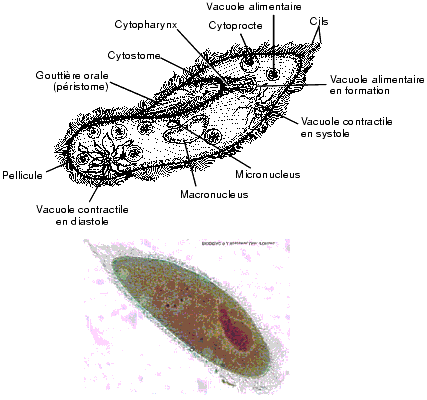 Vacuole alimentaire
Cytopharynx
Cytoprocte
Cils
Cytostome
Gouttière orale
(péristome)
Vacuole alimentaire
en formation
Vacuole contractile
en systole
Micronucleus
Pellicule
Macronucleus
Vacuole contractile
en diastole